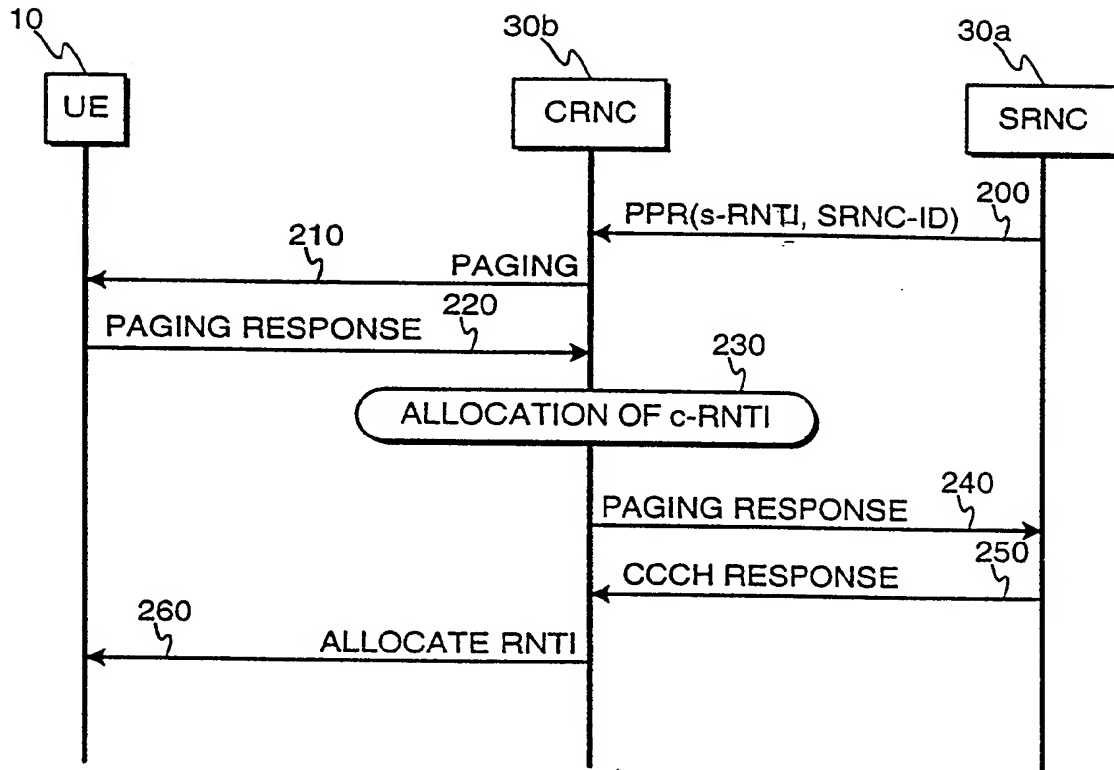 10
30b
30a
UE
CRNC
SRNC
PPR(s-RNTI, SRNC-ID)
200
210
PAGING
PAGING RESPONSE
220
230
ALLOCATION OF c-RNTI
240
PAGING RESPONSE
250
CCCH RESPONSE
260
ALLOCATE RNTI